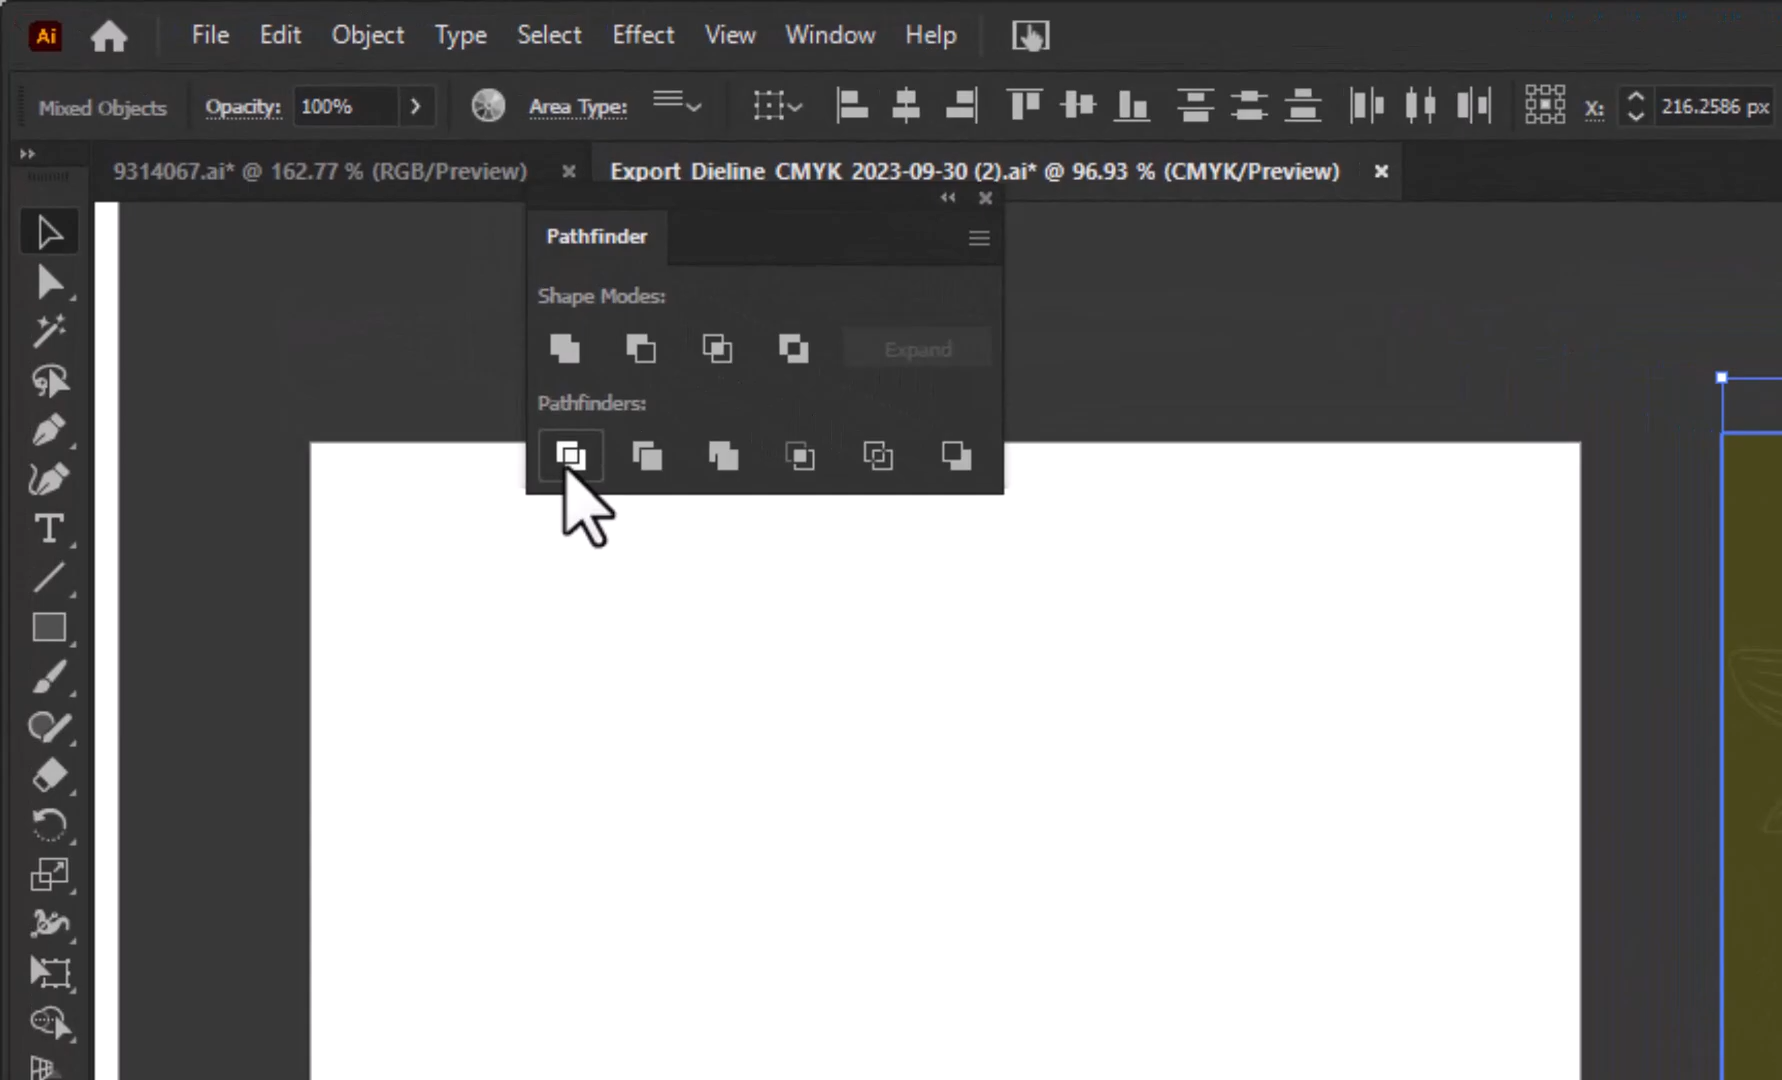 Ai File Edit Object Type Select Effect View Window Help
Mixed Objects Opacity: 100% Area Type: X: 216.2586 px
9314067.ai* @ 162.77 % (RGB/Preview) × Export Dieline CMYK 2023-09-30 (2).ai* @ 96.93 % (CMYK/Preview) ×
Pathfinder
Shape Modes:
Expand
Pathfinders: